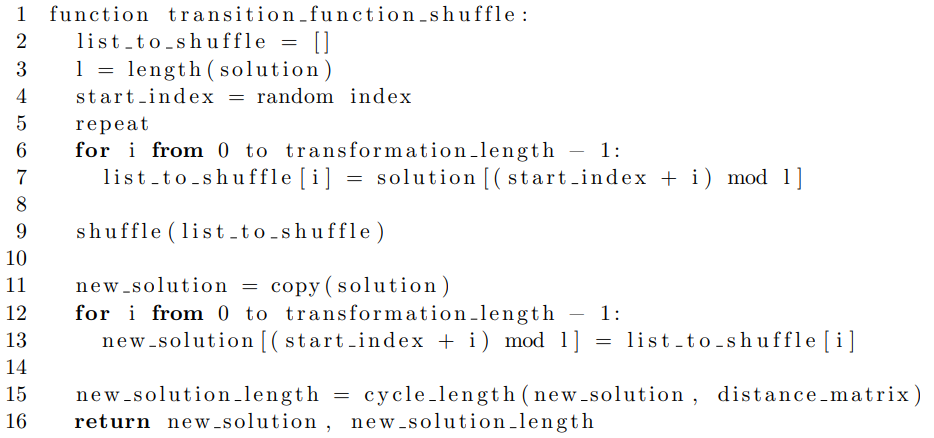 1 function transition_function_shuffle:
2 list_to_shuffle = []
3 l = length(solution)
4 start_index = random index
5 repeat
6 for i from 0 to transformation_length − 1:
7 list_to_shuffle[i] = solution[(start_index + i) mod l]
8
9 shuffle(list_to_shuffle)
10
11 new_solution = copy(solution)
12 for i from 0 to transformation_length − 1:
13 new_solution[(start_index + i) mod l] = list_to_shuffle[i]
14
15 new_solution_length = cycle_length(new_solution, distance_matrix)
16 return new_solution, new_solution_length